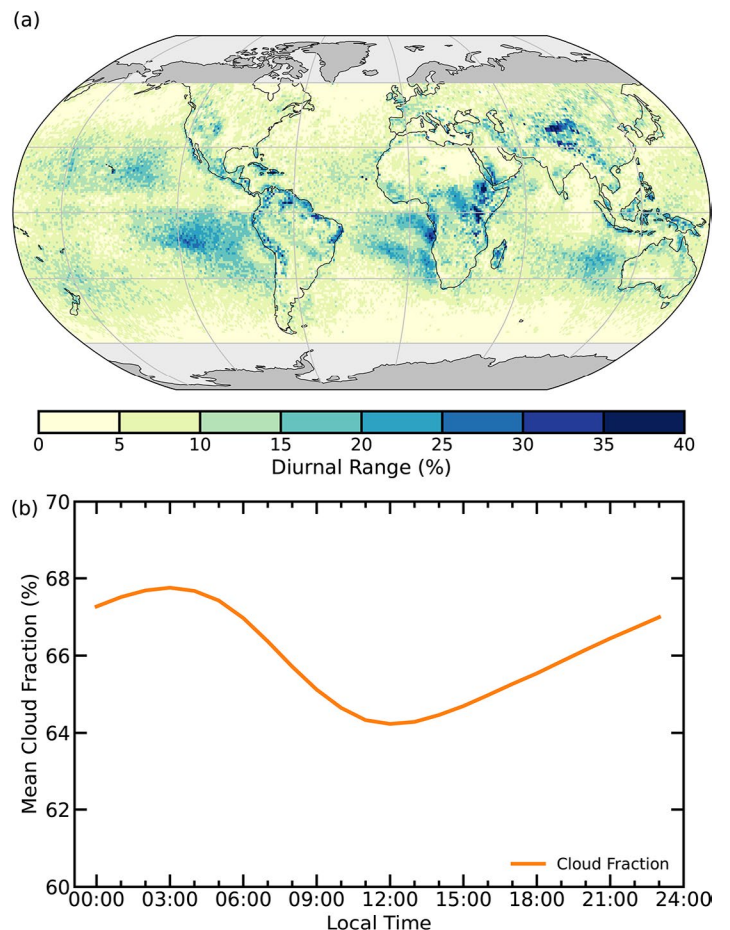 (a)
0 5 10 15 20 25 30 35 40
Diurnal Range (%)
(b)
70
68
66
64
62
60
Mean Cloud Fraction (%)
Cloud Fraction
00:00 03:00 06:00 09:00 12:00 15:00 18:00 21:00 24:00
Local Time